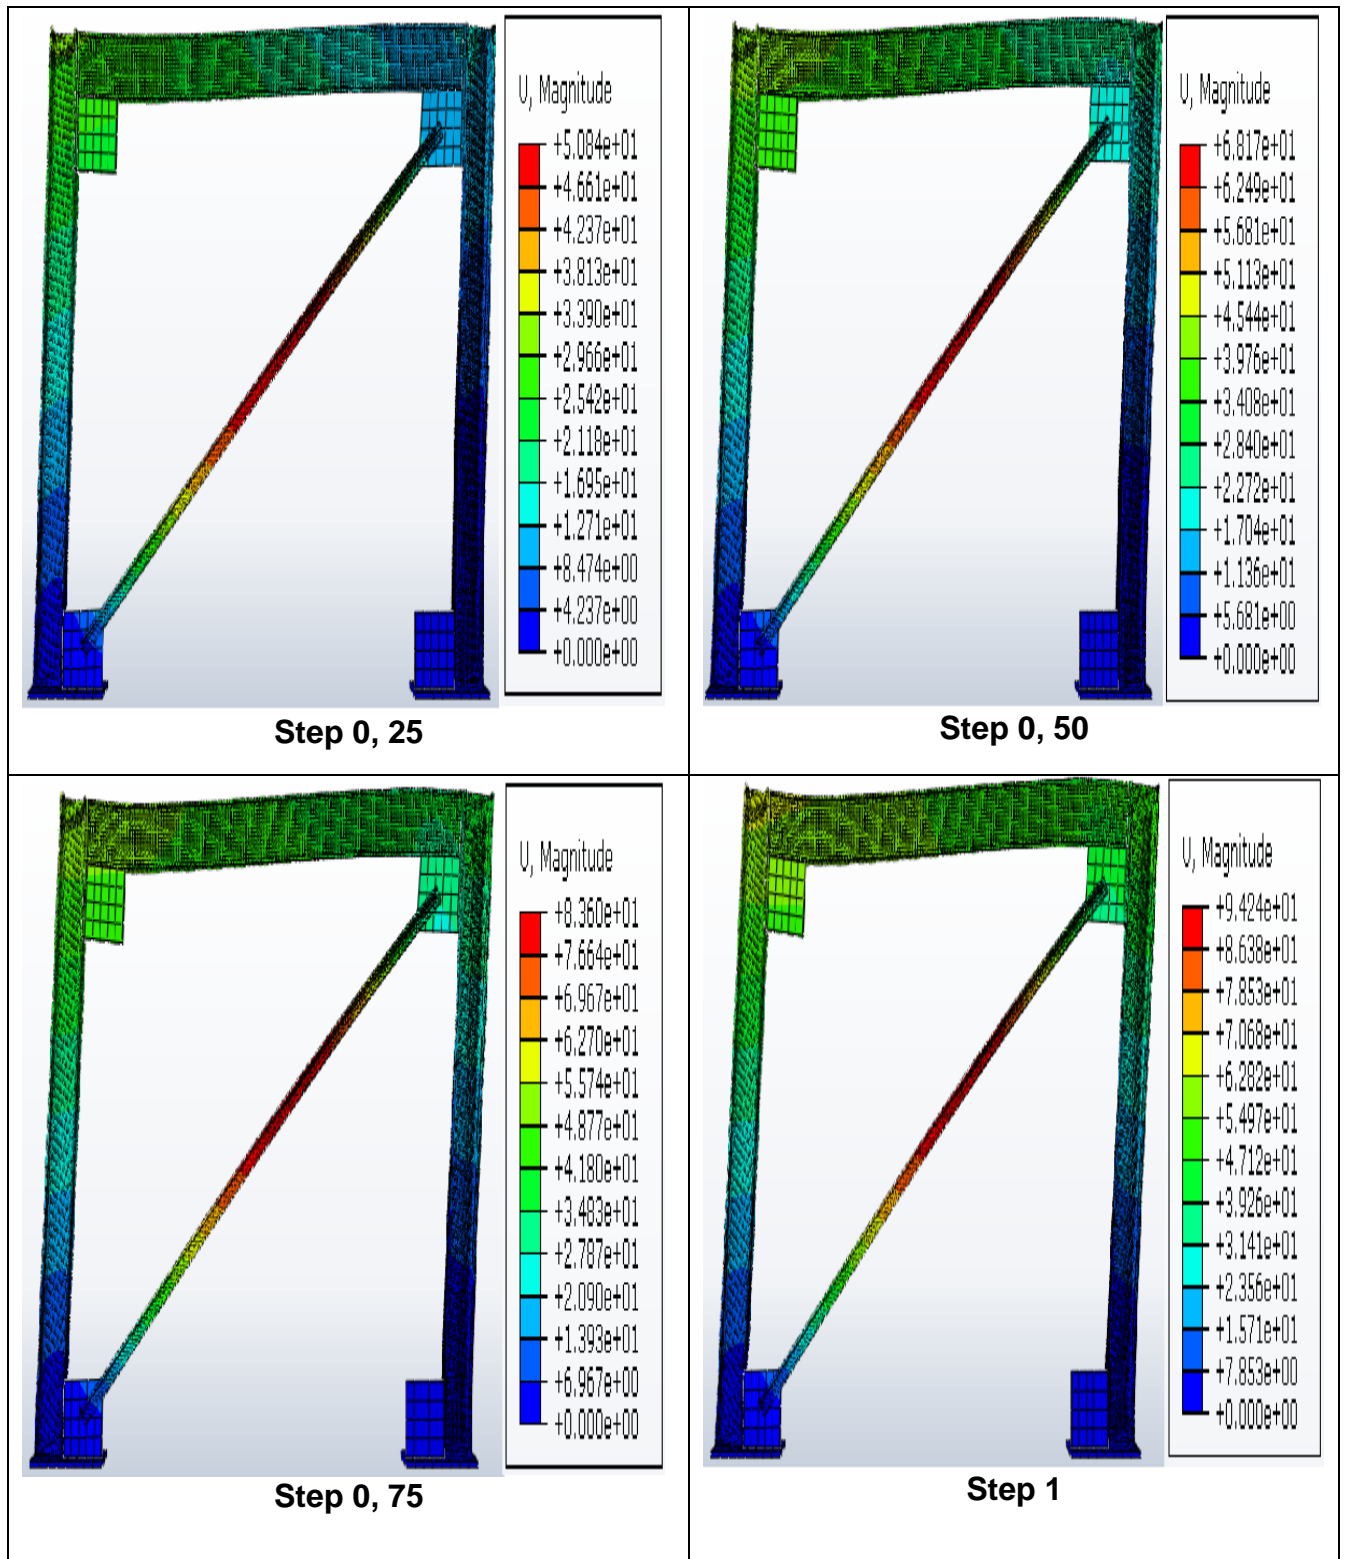 U, Magnitude
+5.084e+01
+4.661e+01
+4.237e+01
+3.813e+01
+3.390e+01
+2.966e+01
+2.542e+01
+2.118e+01
+1.695e+01
+1.271e+01
+8.474e+00
+4.237e+00
+0.000e+00
Step 0, 25
U, Magnitude
+6.817e+01
+6.249e+01
+5.681e+01
+5.113e+01
+4.544e+01
+3.976e+01
+3.408e+01
+2.840e+01
+2.272e+01
+1.704e+01
+1.136e+01
+5.681e+00
+0.000e+00
Step 0, 50
U, Magnitude
+8.360e+01
+7.664e+01
+6.967e+01
+6.270e+01
+5.574e+01
+4.877e+01
+4.180e+01
+3.483e+01
+2.787e+01
+2.090e+01
+1.393e+01
+6.967e+00
+0.000e+00
Step 0, 75
U, Magnitude
+9.424e+01
+8.638e+01
+7.853e+01
+7.068e+01
+6.282e+01
+5.497e+01
+4.712e+01
+3.926e+01
+3.141e+01
+2.356e+01
+1.571e+01
+7.853e+00
+0.000e+00
Step 1